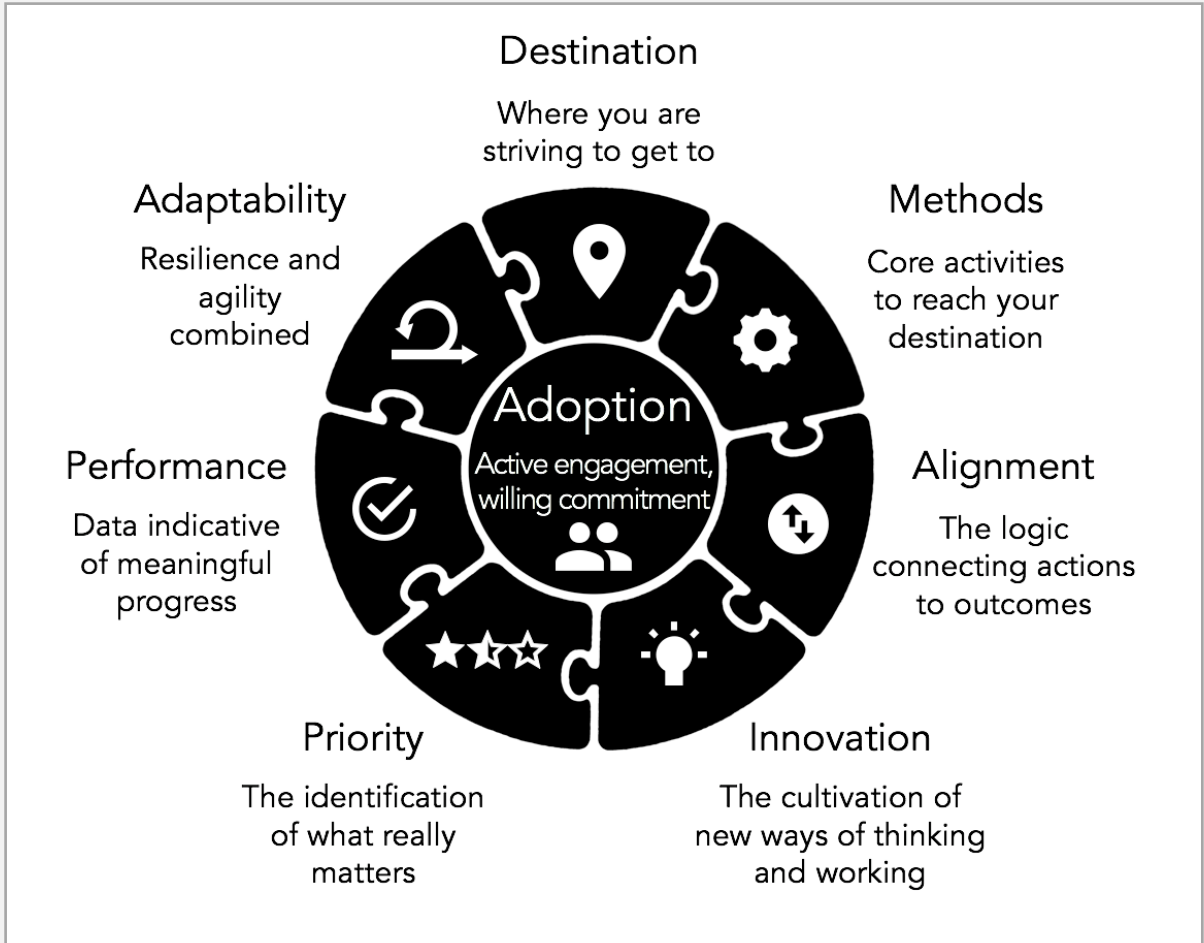 Destination
Where you are
striving to get to
Methods
Core activities
to reach your
destination
Alignment
The logic
connecting actions
to outcomes
Innovation
The cultivation of
new ways of thinking
and working
Priority
The identification
of what really
matters
Performance
Data indicative
of meaningful
progress
Adaptability
Resilience and
agility
combined
Adoption
Active engagement,
willing commitment